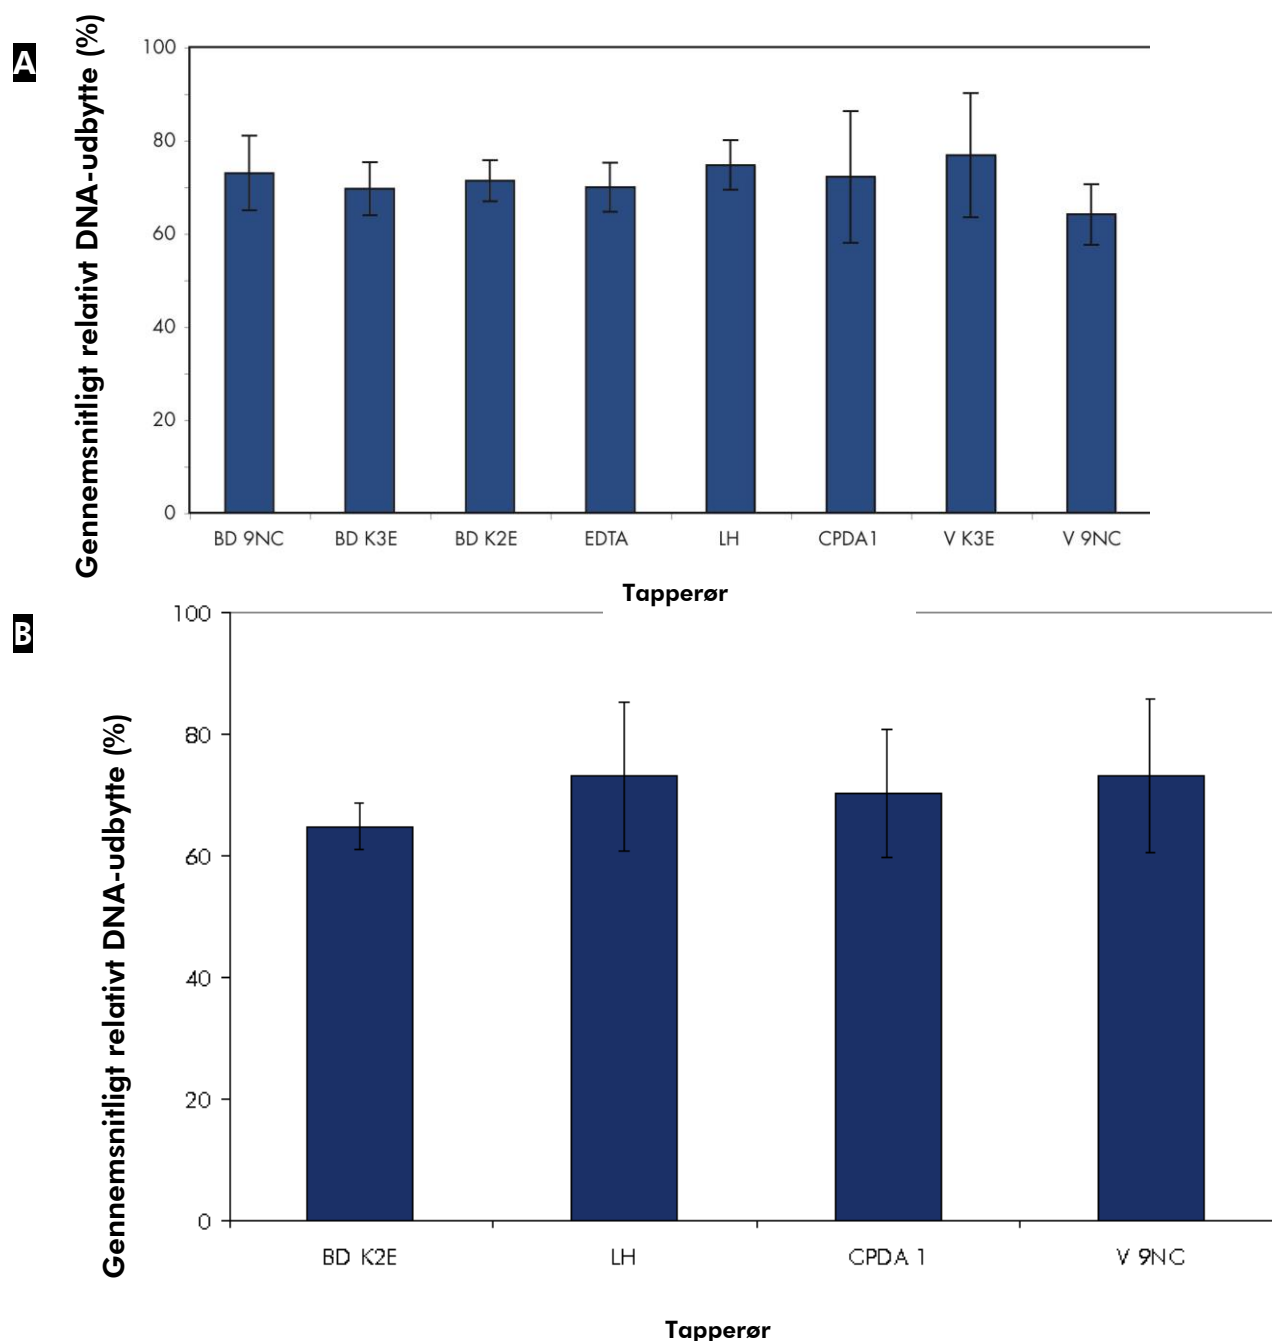 A
Gennemsnitligt relativt DNA-udbytte (%)
100
80
60
40
20
0
BD 9NC BD K3E BD K2E EDTA LH CPDA1 V K3E V 9NC
Tapperør
B
Gennemsnitligt relativt DNA-udbytte (%)
100
80
60
40
20
0
BD K2E LH CPDA 1 V 9NC
Tapperør